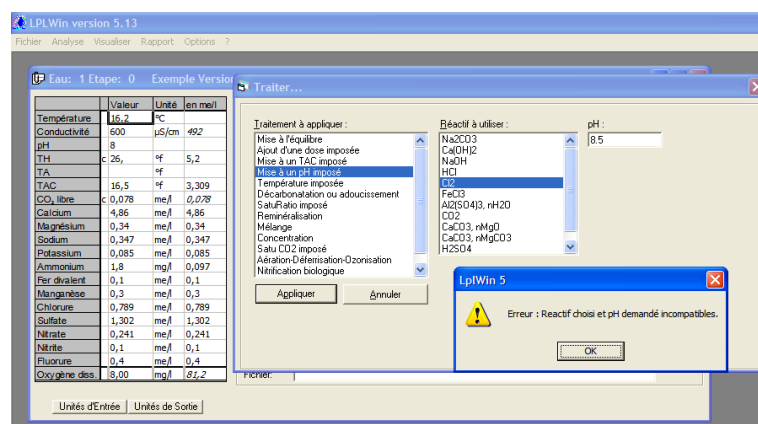 LPLWin version 5.13
Fichier Analyse Visualiser Rapport Options ?
Eau: 1 Etape: 0 Exemple Version
Valeur Unité en me/l
Température 16,2 °C
Conductivité 600 µS/cm 492
pH 8
TH c 26, °f 5,2
TA °f
TAC 16,5 °f 3,309
CO₂ libre c 0,078 me/l 0,078
Calcium 4,86 me/l 4,86
Magnésium 0,34 me/l 0,34
Sodium 0,347 me/l 0,347
Potassium 0,085 me/l 0,085
Ammonium 1,8 mg/l 0,097
Fer divalent 0,1 me/l 0,1
Manganèse 0,3 me/l 0,3
Chlorure 0,789 me/l 0,789
Sulfate 1,302 me/l 1,302
Nitrate 0,241 me/l 0,241
Nitrite 0,1 me/l 0,1
Fluorure 0,4 me/l 0,4
Oxygène diss. 8,00 mg/l 81,2
Unités d'Entrée Unités de Sortie
Traiter...
Traitement à appliquer :
Mise à l'équilibre
Ajout d'une dose imposée
Mise à un TAC imposé
Mise à un pH imposé
Température imposée
Décarbonatation ou adoucissement
SatuRatio imposé
Reminéralisation
Mélange
Concentration
Satu CO2 imposé
Aération-Déferrisation-Ozonisation
Nitrification biologique
Appliquer Annuler
Réactif à utiliser :
Na2CO3
Ca(OH)2
NaOH
HCl
Cl2
FeCl3
Al2(SO4)3, nH2O
CO2
CaCO3, nMgO
CaCO3, nMgCO3
H2SO4
pH :
8.5
LplWin 5
Erreur : Reactif choisi et pH demandé incompatibles.
OK
Fichier: